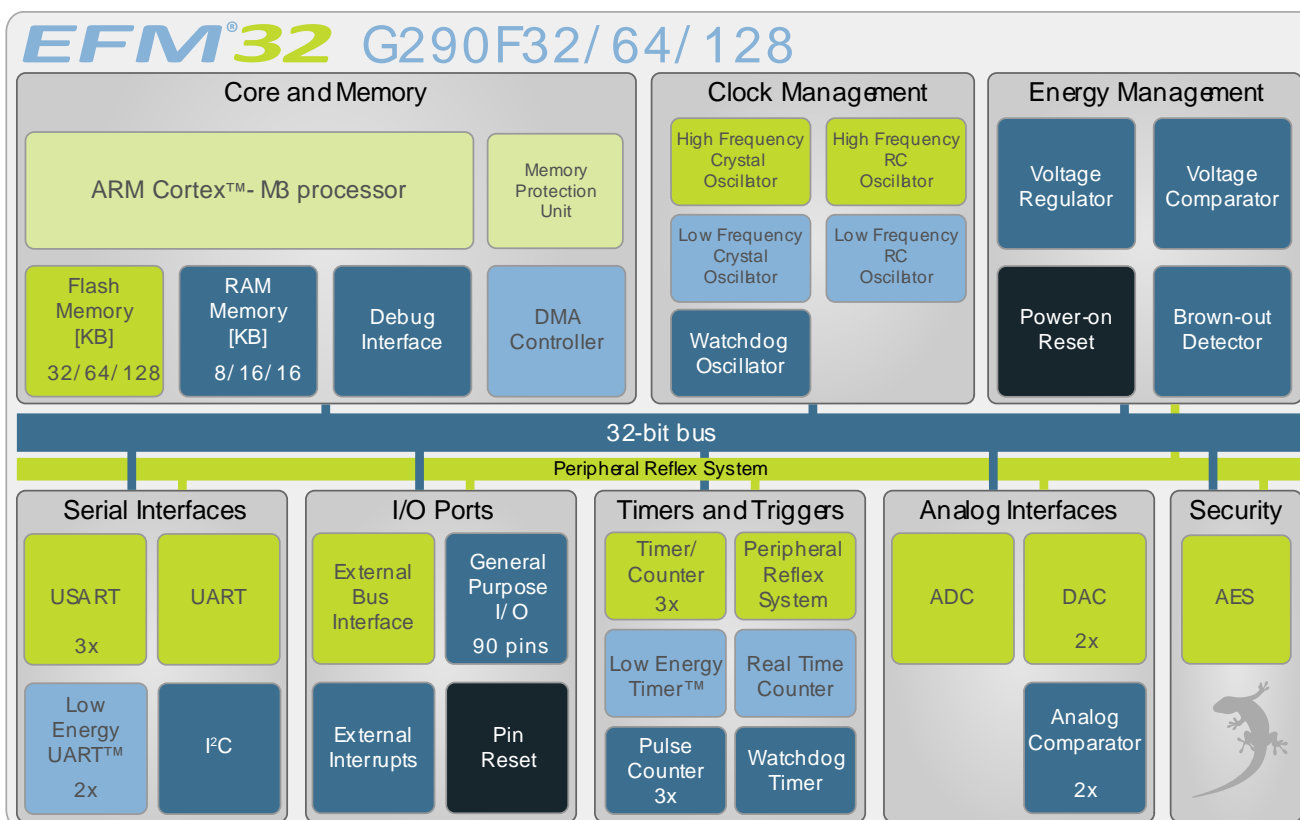 EFM®32 G290F32/64/128
Core and Memory
ARM Cortex™-M3 processor
Memory
Protection
Unit
Flash
Memory
[KB]
32/64/128
RAM
Memory
[KB]
8/16/16
Debug
Interface
DMA
Controller
Clock Management
High Frequency
Crystal
Oscillator
High Frequency
RC
Oscillator
Low Frequency
Crystal
Oscillator
Low Frequency
RC
Oscillator
Watchdog
Oscillator
Energy Management
Voltage
Regulator
Voltage
Comparator
Power-on
Reset
Brown-out
Detector
32-bit bus
Peripheral Reflex System
Serial Interfaces
USART
3x
UART
Low
Energy
UART™
2x
I²C
I/O Ports
External
Bus
Interface
General
Purpose
I/O
90 pins
External
Interrupts
Pin
Reset
Timers and Triggers
Timer/
Counter
3x
Peripheral
Reflex
System
Low Energy
Timer™
Real Time
Counter
Pulse
Counter
3x
Watchdog
Timer
Analog Interfaces
ADC
DAC
2x
Analog
Comparator
2x
Security
AES